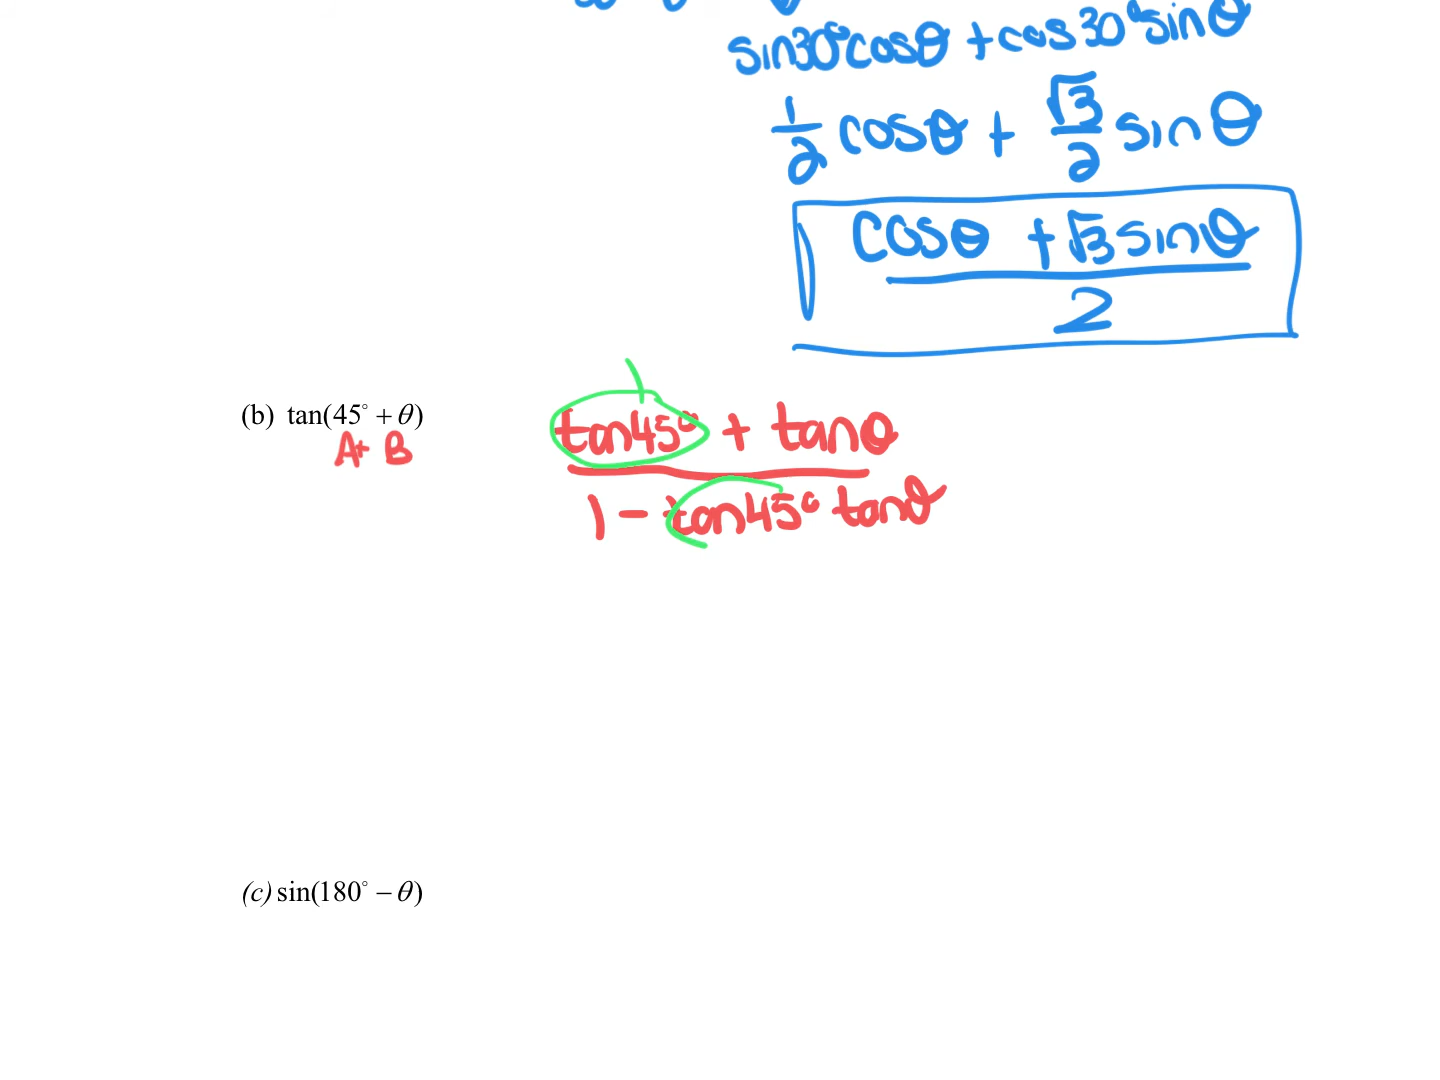 sin30°cosθ + cos30°sinθ
1/2 cosθ + √3/2 sinθ
cosθ + √3 sinθ
2
1
(b) tan(45° + θ)
A+ B
tan45° + tanθ
1 - tan45° tanθ
(c) sin(180° − θ)